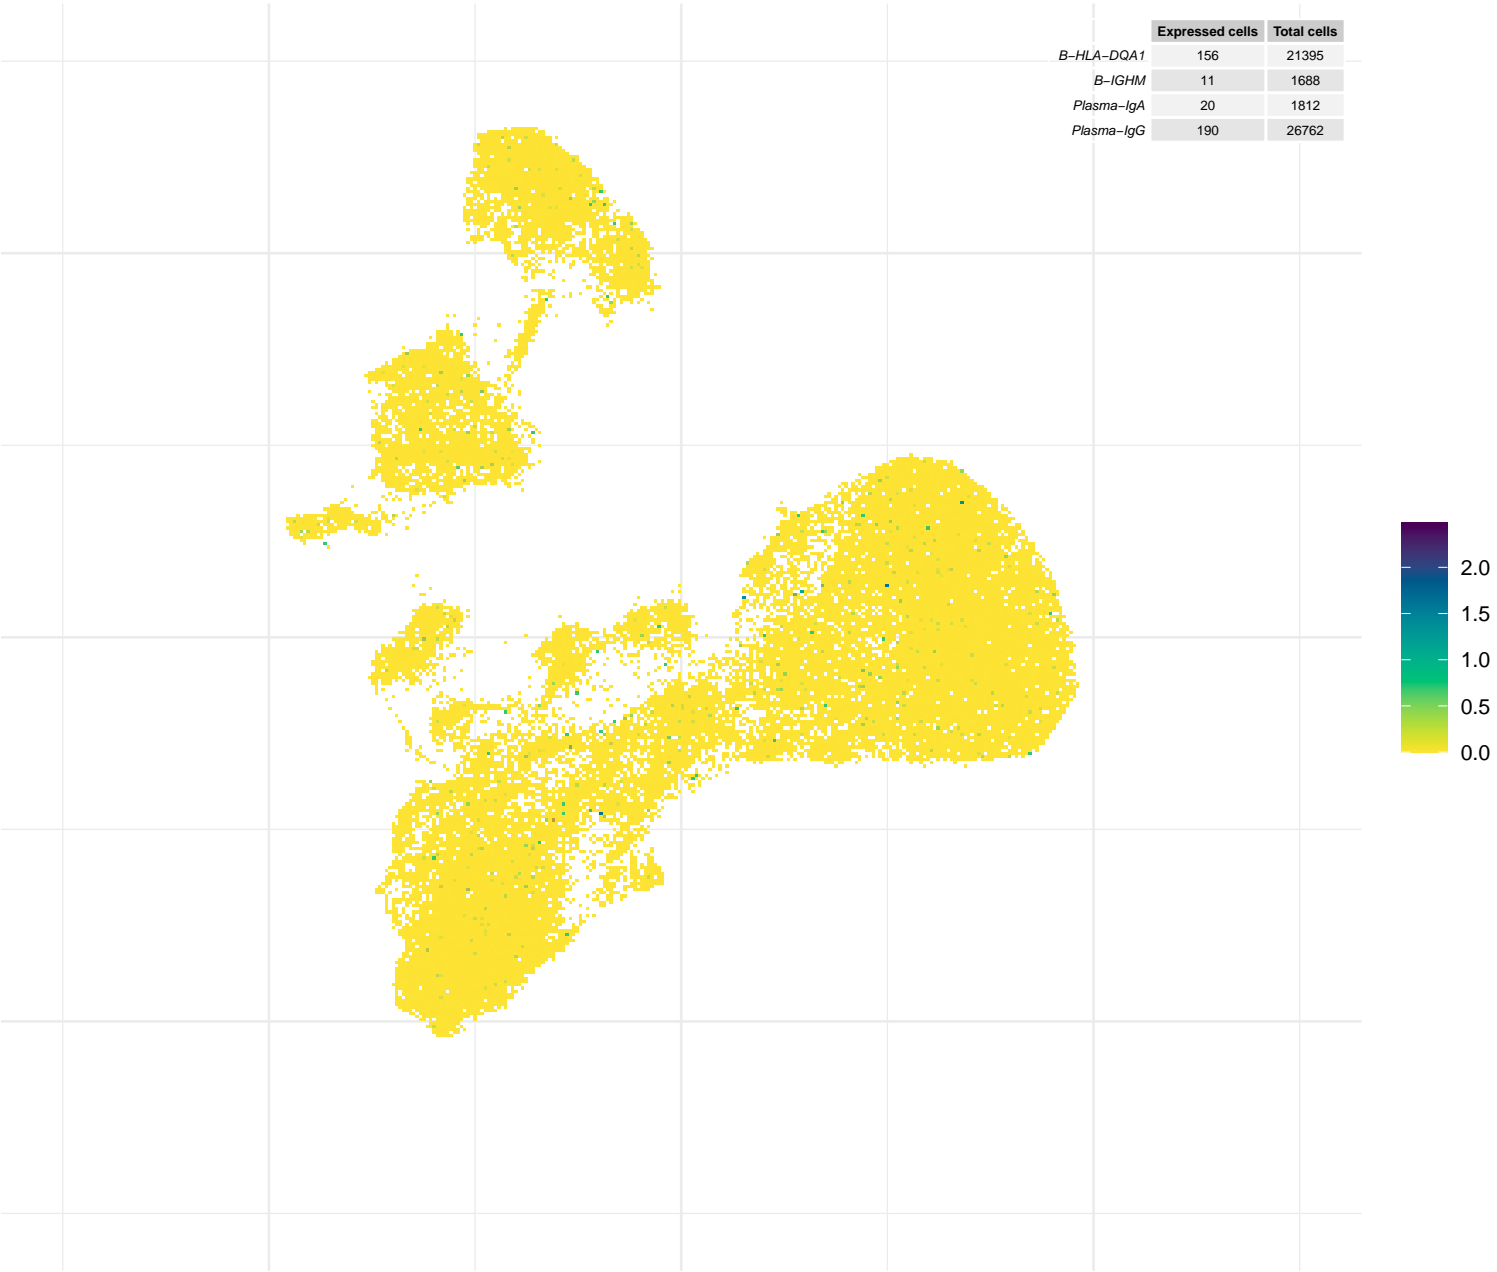 Expressed cells Total cells
B−HLA−DQA1 156 21395
B−IGHM 11 1688
Plasma−IgA 20 1812
Plasma−IgG 190 26762
2.0
1.5
1.0
0.5
0.0